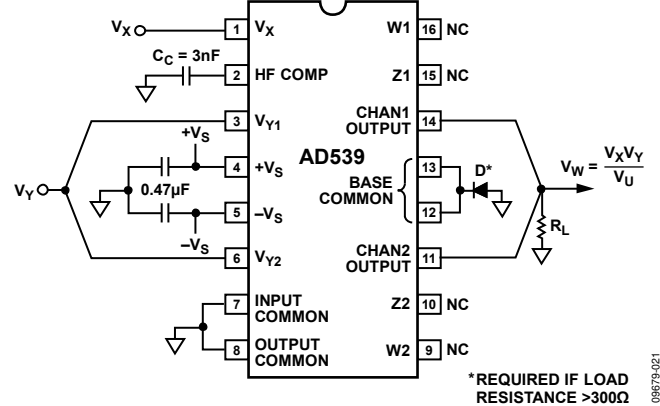 VX
1
VX
W1
16
NC
CC = 3nF
2
HF COMP
Z1
15
NC
3
VY1
CHAN1
OUTPUT
14
+VS
4
+VS
AD539
13
BASE
COMMON
D*
VW = VXVY
VU
VY
0.47µF
5
–VS
12
–VS
6
VY2
CHAN2
OUTPUT
11
RL
7
INPUT
COMMON
Z2
10
NC
8
OUTPUT
COMMON
W2
9
NC
*REQUIRED IF LOAD
RESISTANCE >300Ω
09679-021